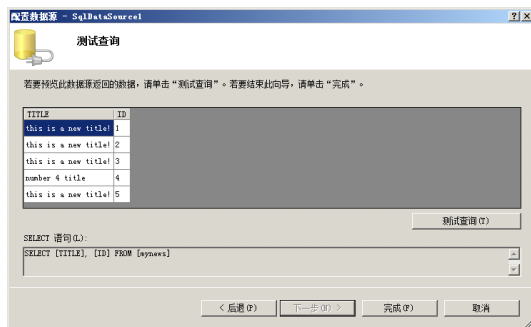 配置数据源 - SqlDataSource1
测试查询
若要预览此数据源返回的数据，请单击“测试查询”。若要结束此向导，请单击“完成”。
TITLE ID
this is a new title! 1
this is a new title! 2
this is a new title! 3
number 4 title 4
this is a new title! 5
测试查询(T)
SELECT 语句(L):
SELECT [TITLE], [ID] FROM [mynews]
< 后退(P) 下一步(N) > 完成(F) 取消